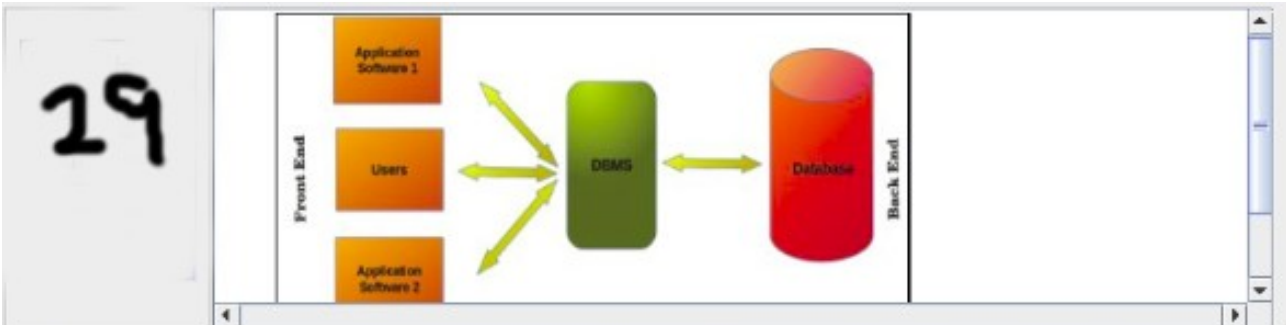 29
Application
Software 1
Users
Application
Software 2
Front End
DBMS
Database
Back End